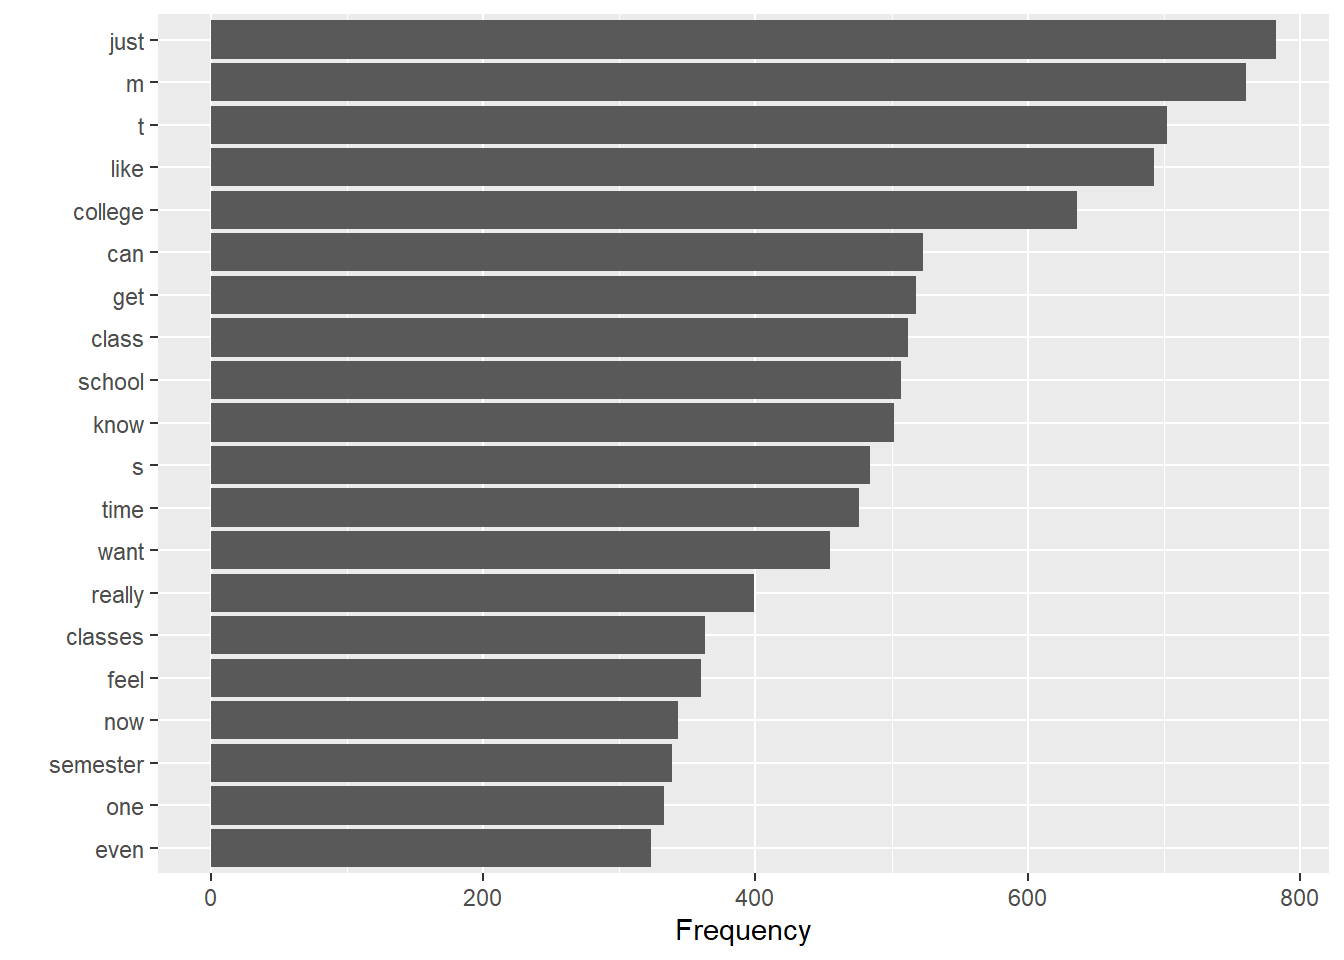 just
m
t
like
college
can
get
class
school
know
s
time
want
really
classes
feel
now
semester
one
even
0 200 400 600 800
Frequency